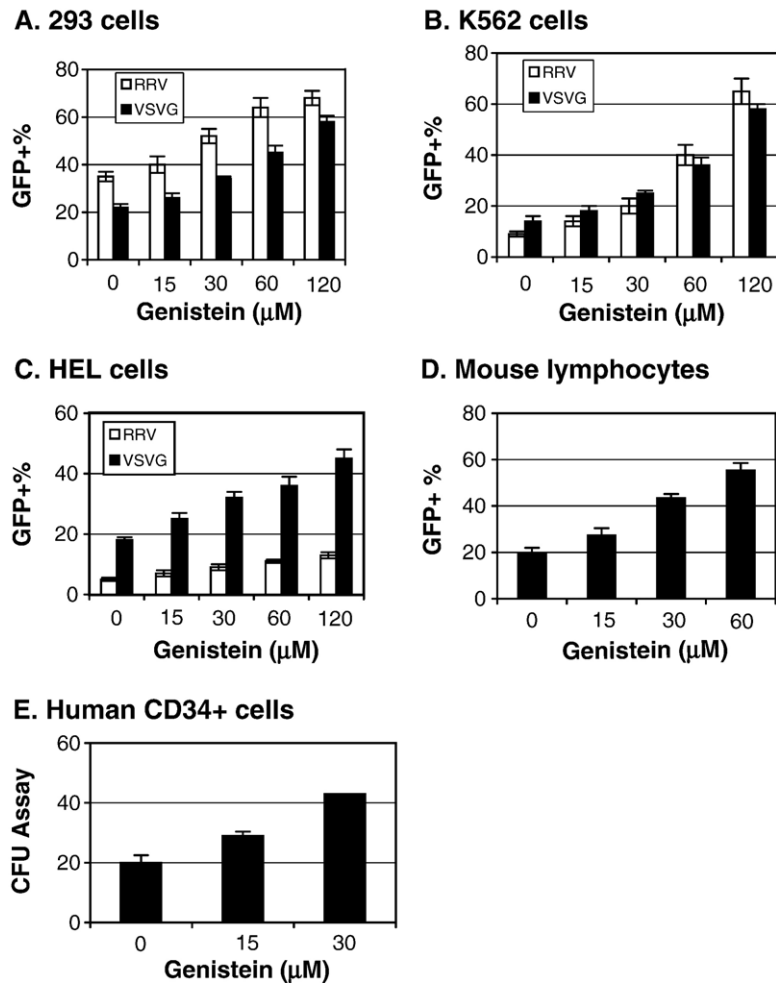 A. 293 cells
80
60
40
20
0
GFP+%
RRV
VSVG
0 15 30 60 120
Genistein (μM)
B. K562 cells
80
60
40
20
0
GFP+%
RRV
VSVG
0 15 30 60 120
Genistein (μM)
C. HEL cells
60
40
20
0
GFP+%
RRV
VSVG
0 15 30 60 120
Genistein (μM)
D. Mouse lymphocytes
80
60
40
20
0
GFP+ %
0 15 30 60
Genistein (μM)
E. Human CD34+ cells
60
40
20
0
CFU Assay
0 15 30
Genistein (μM)